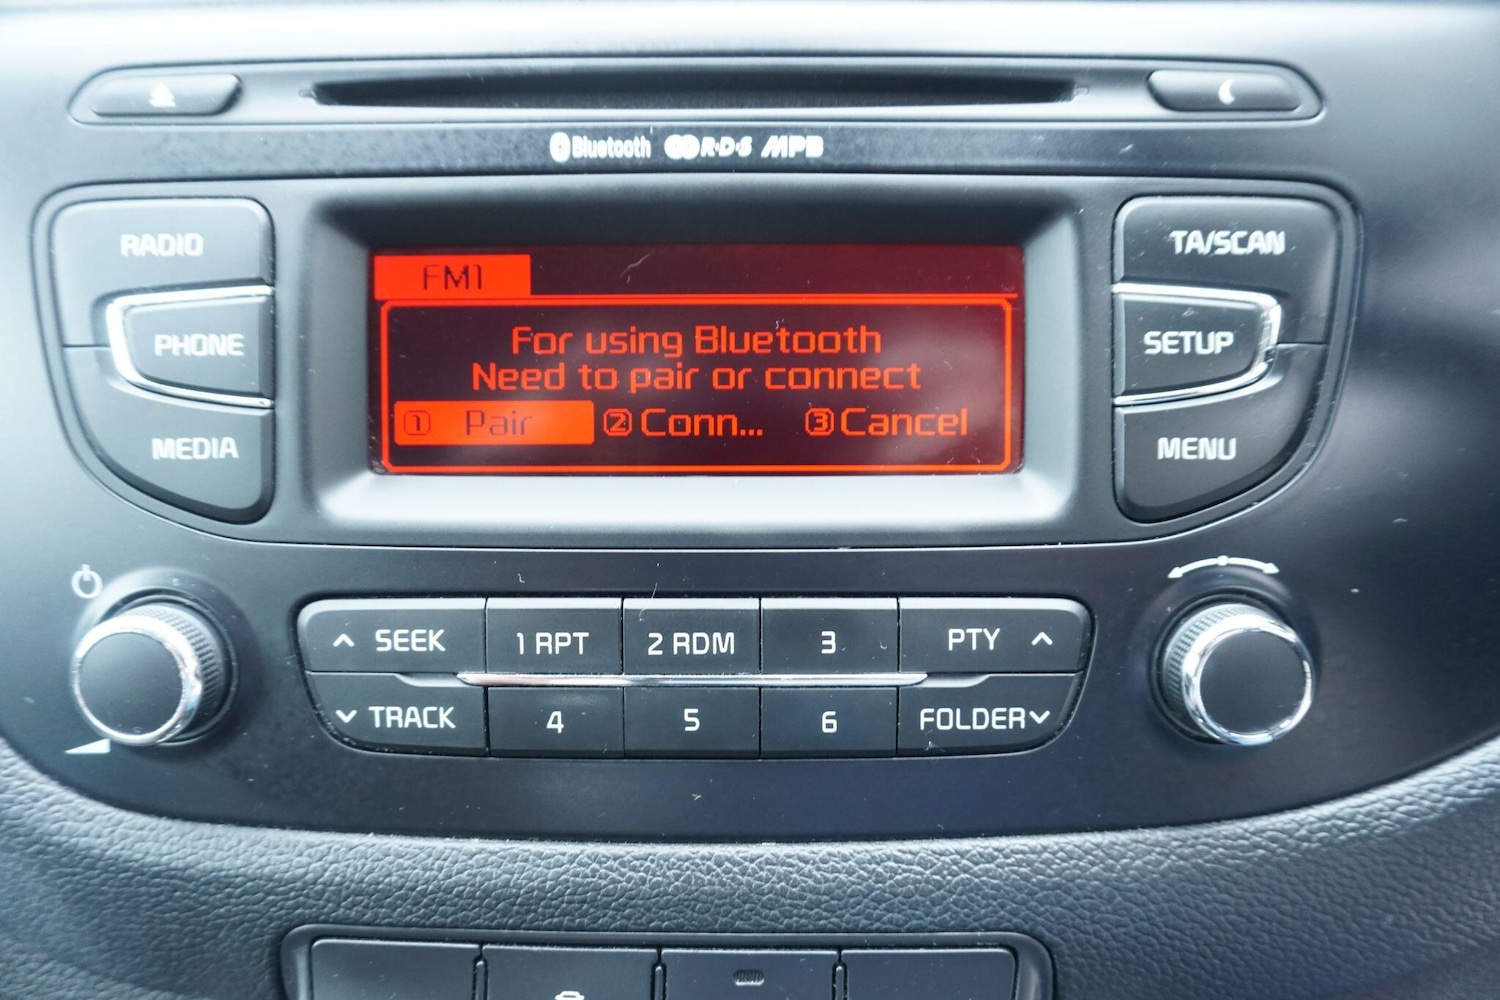 Bluetooth R·D·S MP3
RADIO
PHONE
MEDIA
FM1
For using Bluetooth
Need to pair or connect
1 Pair 2 Conn... 3 Cancel
TA/SCAN
SETUP
MENU
SEEK 1 RPT 2 RDM 3 PTY
TRACK 4 5 6 FOLDER